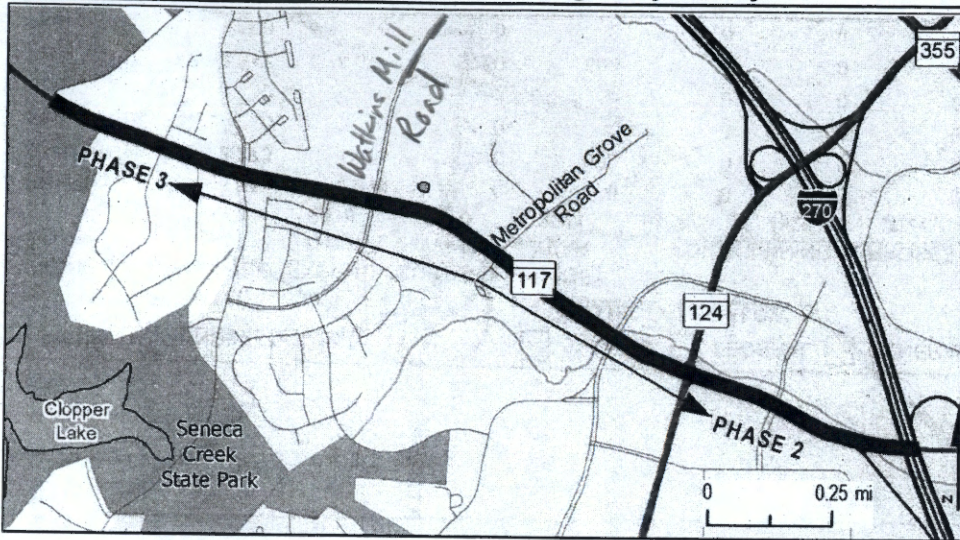 355
Watkins Mill
Road
PHASE 3
Metropolitan Grove
Road
270
117
124
Clopper
Lake
Seneca
Creek
State Park
PHASE 2
0 0.25 mi
N